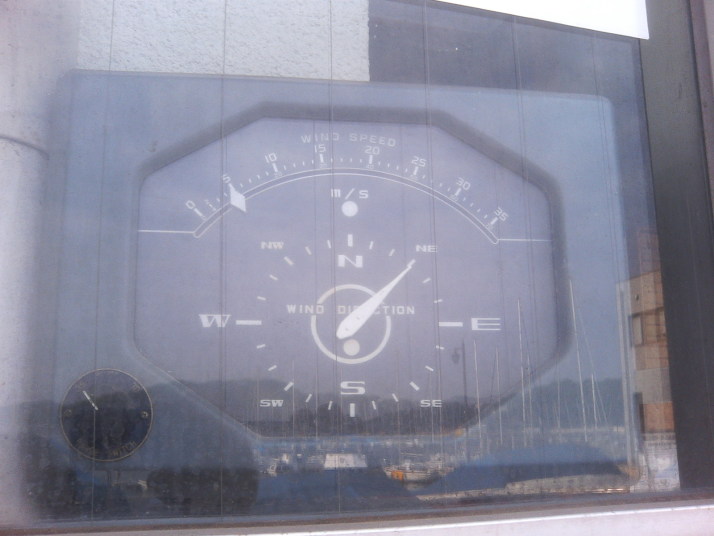 WIND SPEED
0 5 10 15 20 25 30 35
m/s
NW N NE
WIND DIRECTION
W E
SW S SE